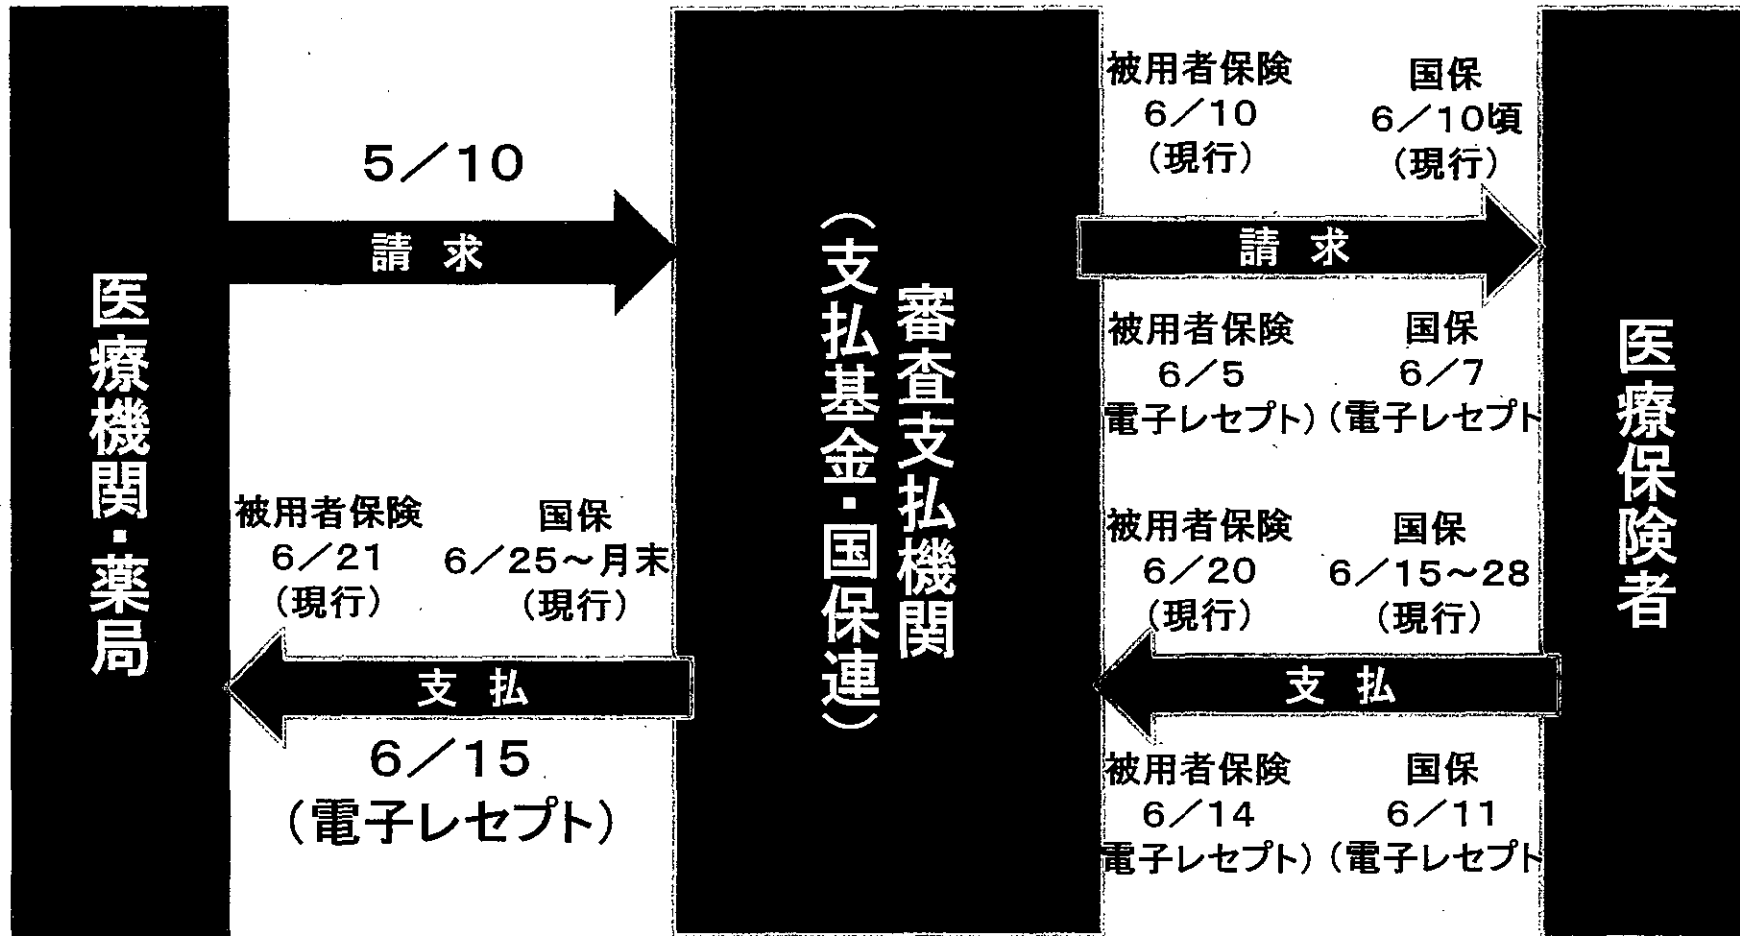 医療機関・薬局
5／10
請 求
被用者保険
6／21
（現行）
国保
6／25～月末
（現行）
支 払
6／15
（電子レセプト）
審査支払機関
（支払基金・国保連）
被用者保険
6／10
（現行）
国保
6／10頃
（現行）
請 求
被用者保険
6／5
電子レセプト）
国保
6／7
（電子レセプト
被用者保険
6／20
（現行）
国保
6／15～28
（現行）
支 払
被用者保険
6／14
電子レセプト）
国保
6／11
（電子レセプト
医療保険者